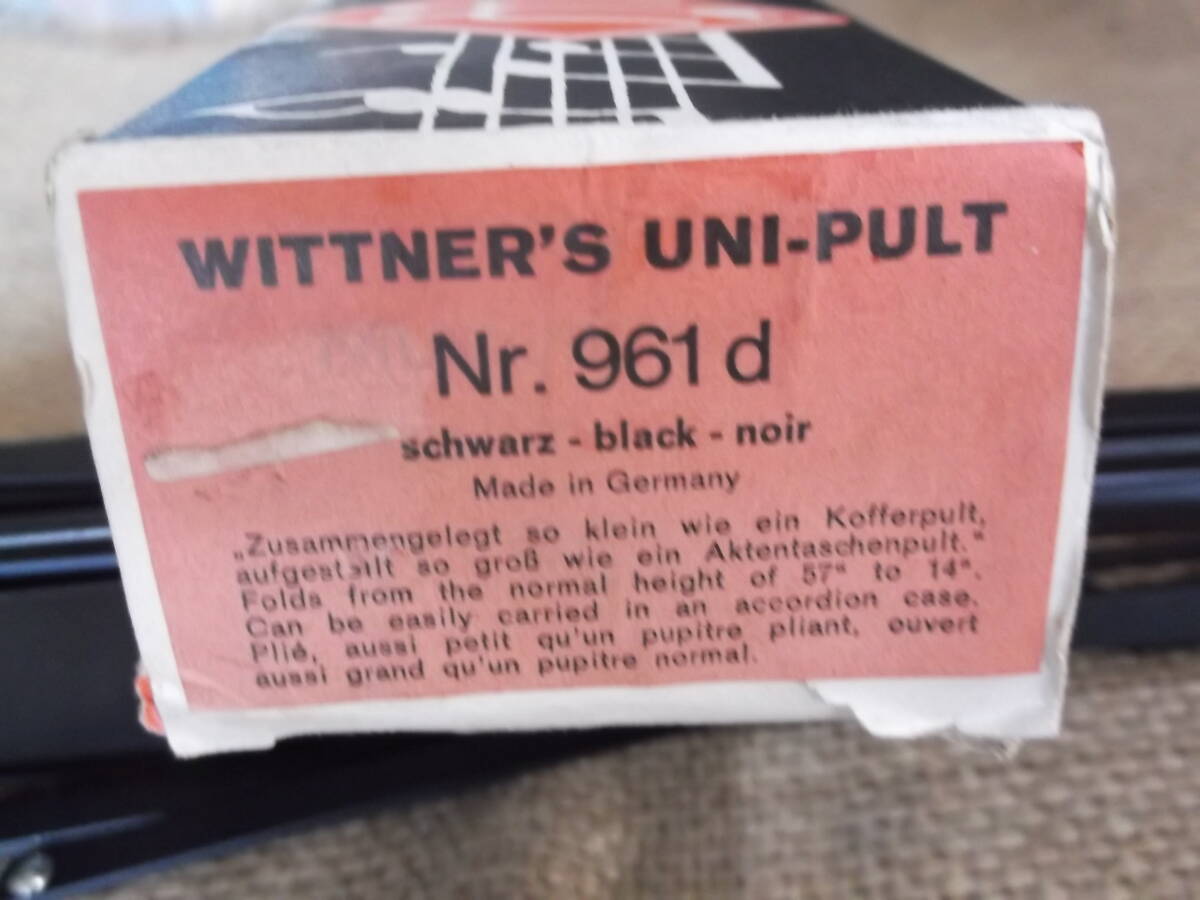 WITTNER'S UNI-PULT
Nr. 961 d
schwarz - black - noir
Made in Germany
„Zusammengelegt so klein wie ein Kofferpult,
aufgestellt so groß wie ein Aktentaschenpult."
Folds from the normal height of 57" to 14".
Can be easily carried in an accordion case.
Plié, aussi petit qu'un pupitre pliant, ouvert
aussi grand qu'un pupitre normal.